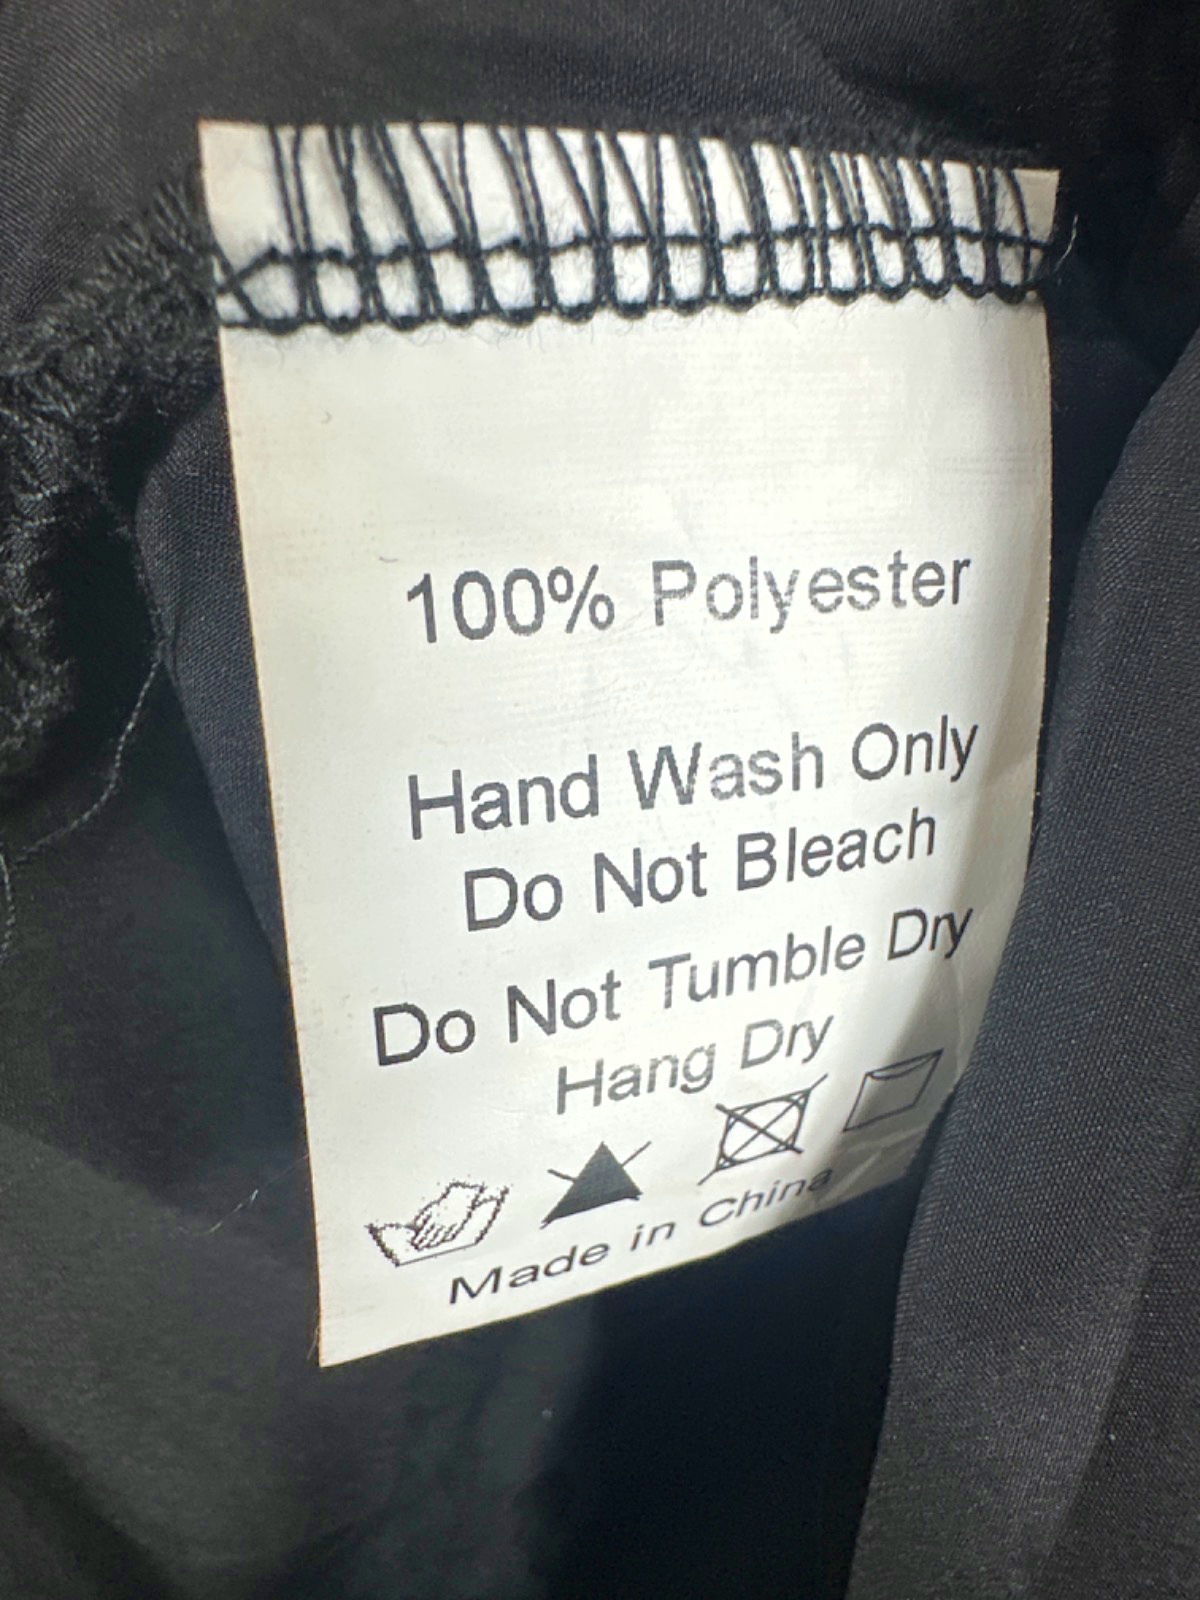 100% Polyester
Hand Wash Only
Do Not Bleach
Do Not Tumble Dry
Hang Dry
Made in China